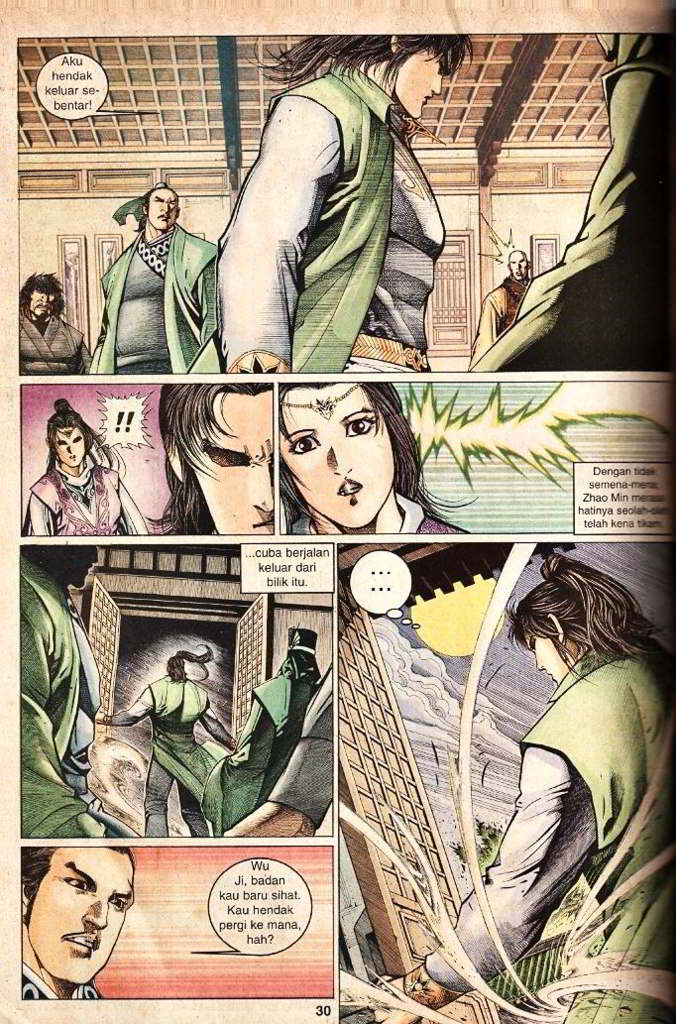 Aku
hendak
keluar se-
bentar!
!!
Dengan tidak
semena-mena,
Zhao Min merasa
hatinya seolah-olah
telah kena tikam.
...cuba berjalan
keluar dari
bilik itu.
...
...
Wu
Ji, badan
kau baru sihat.
Kau hendak
pergi ke mana,
hah?
30